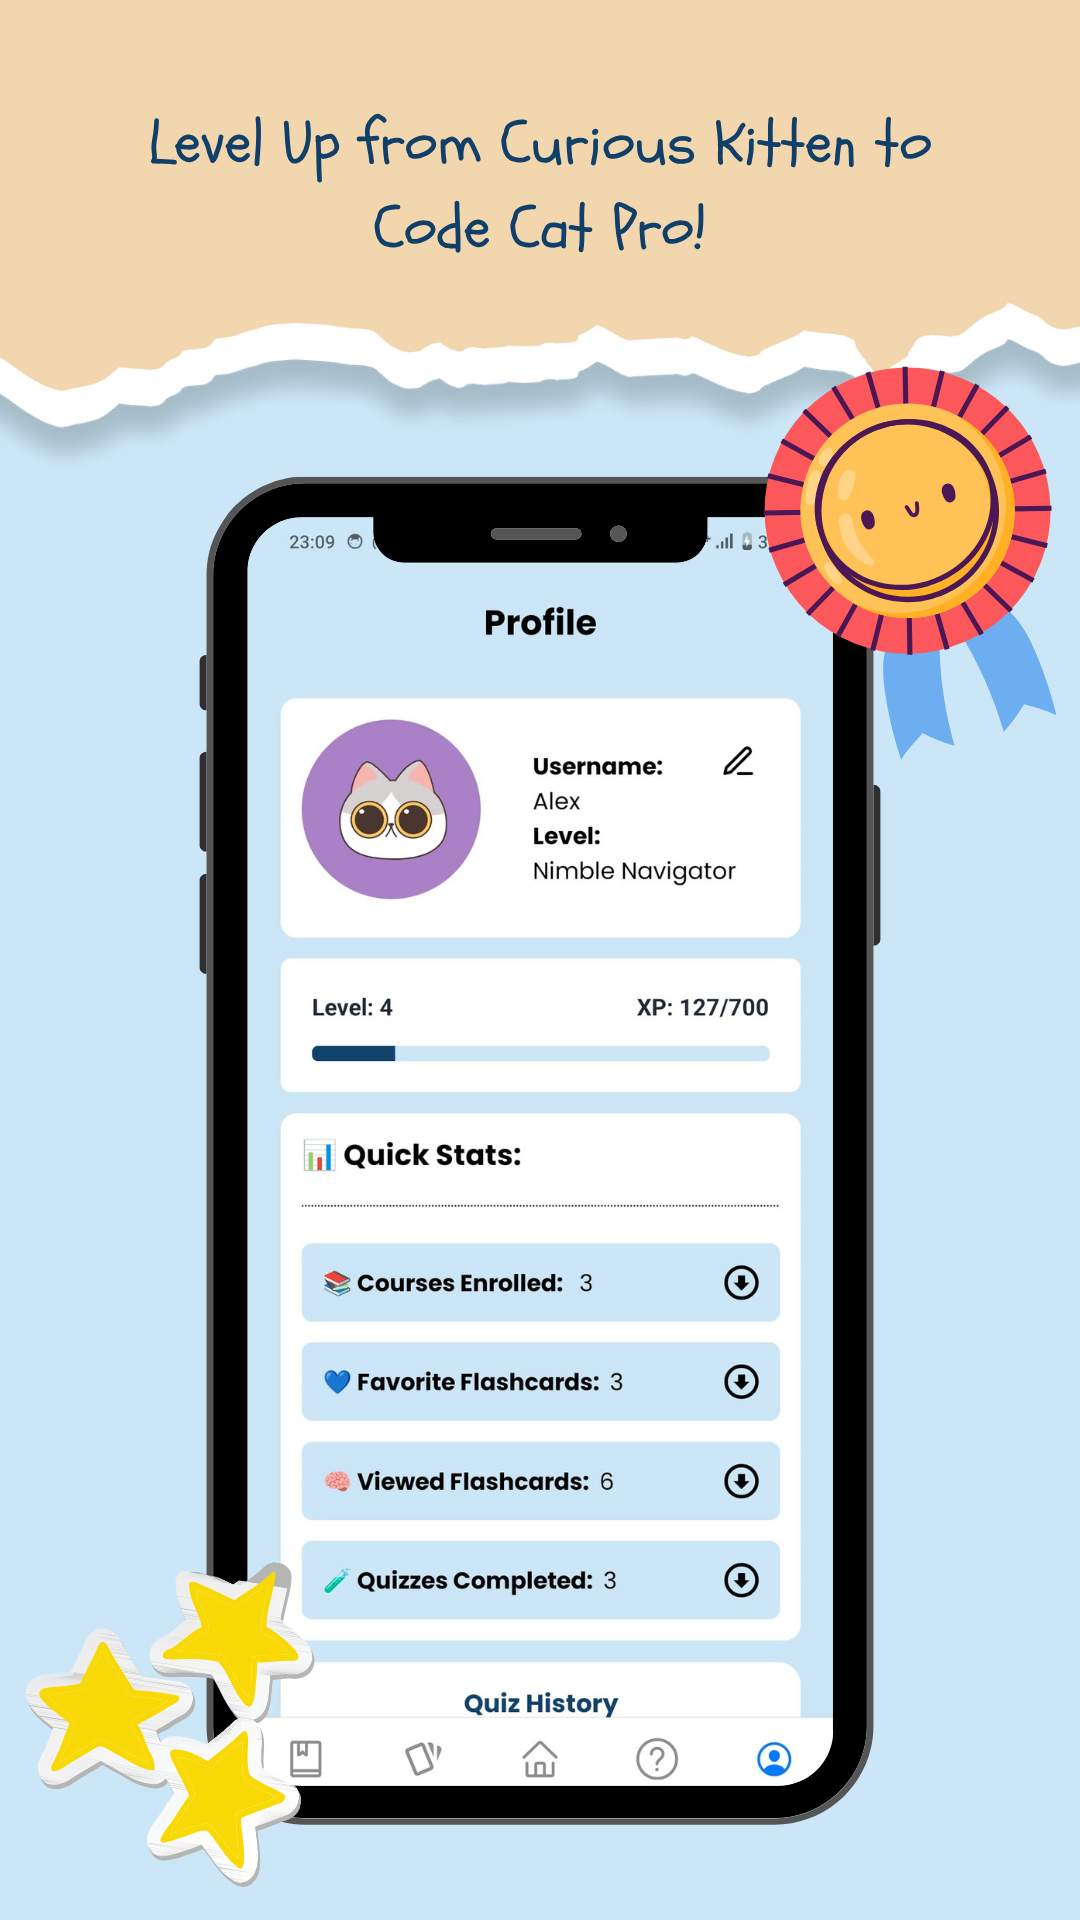 Level Up from Curious Kitten to
Code Cat Pro!
23:09
3
Profile
Username:
Alex
Level:
Nimble Navigator
Level: 4 XP: 127/700
Quick Stats:
Courses Enrolled: 3
Favorite Flashcards: 3
Viewed Flashcards: 6
Quizzes Completed: 3
Quiz History
?